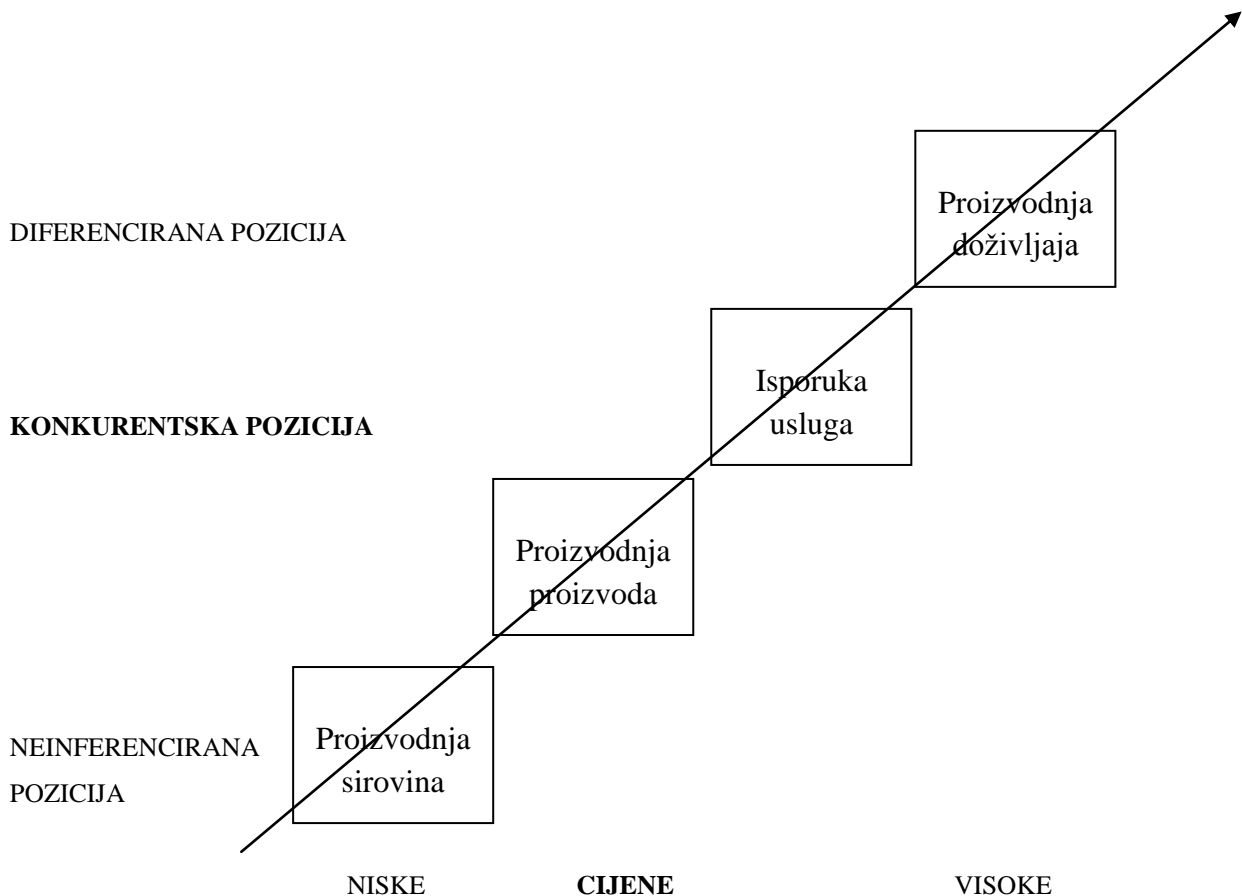 Proizvodnja
doživljaja
DIFERENCIRANA POZICIJA
Isporuka
usluga
KONKURENTSKA POZICIJA
Proizvodnja
proizvoda
NEINFERENCIRANA
POZICIJA
Proizvodnja
sirovina
NISKE CIJENE VISOKE